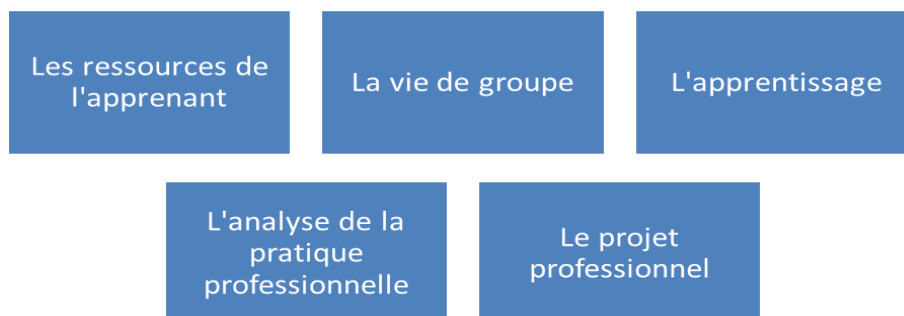 Les ressources de
l'apprenant
La vie de groupe
L'apprentissage
L'analyse de la
pratique
professionnelle
Le projet
professionnel